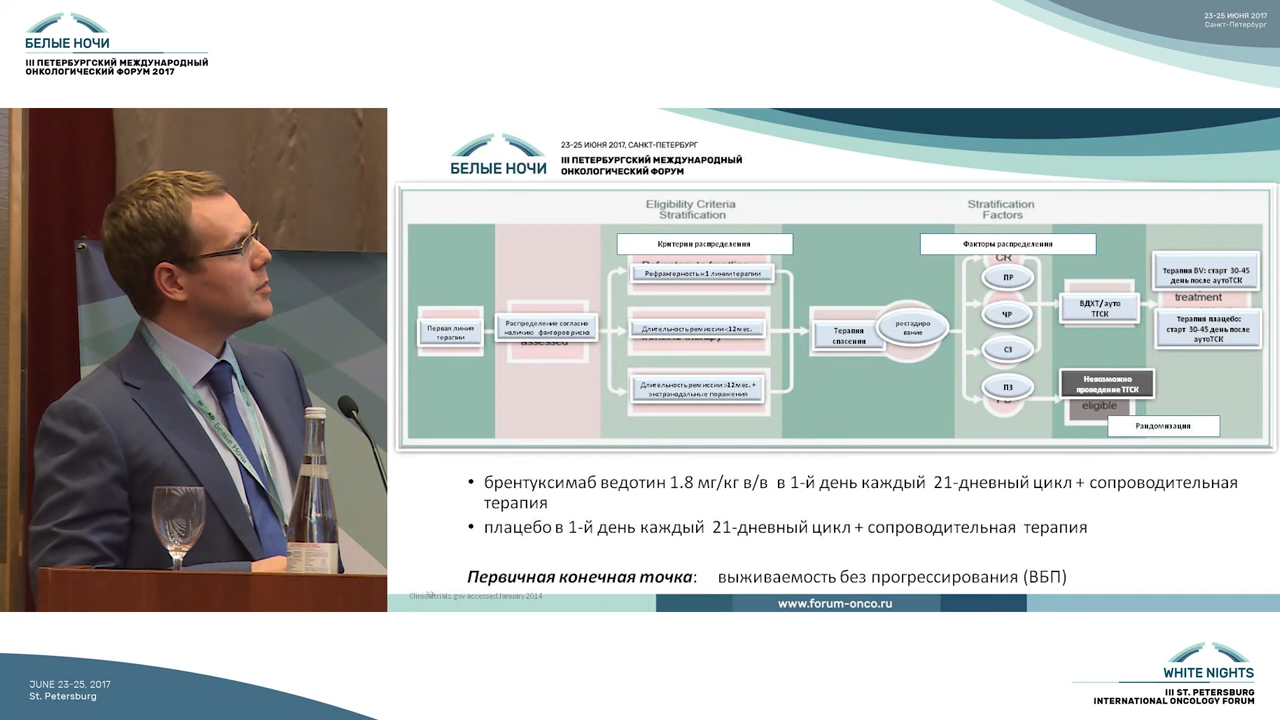 БЕЛЫЕ НОЧИ
III ПЕТЕРБУРГСКИЙ МЕЖДУНАРОДНЫЙ
ОНКОЛОГИЧЕСКИЙ ФОРУМ 2017
23-25 ИЮНЯ 2017
Санкт-Петербург
БЕЛЫЕ НОЧИ
23-25 ИЮНЯ 2017, САНКТ-ПЕТЕРБУРГ
III ПЕТЕРБУРГСКИЙ МЕЖДУНАРОДНЫЙ
ОНКОЛОГИЧЕСКИЙ ФОРУМ
Eligibility Criteria
Stratification
Stratification
Factors
Критерии распределения
Факторы распределения
Рефрактерность к 1 линии терапии
CR
ПР
Терапия BV: старт 30-45
день после аутоТСК
treatment
Первая линия
терапии
Распределение согласно
наличию факторов риска
assessed
Длительность ремиссии <12мес.
Терапия
спасения
рестадиро
вание
ЧР
ВДХТ/ауто
ТГСК
Терапия плацебо:
старт 30-45 день после
аутоТСК
СЗ
Длительность ремиссии >12мес. +
экстранодальные поражения
ПЗ
Невозможно
проведение ТГСК
eligible
Рандомизация
• брентуксимаб ведотин 1.8 мг/кг в/в в 1-й день каждый 21-дневный цикл + сопроводительная
терапия
• плацебо в 1-й день каждый 21-дневный цикл + сопроводительная терапия
Первичная конечная точка: выживаемость без прогрессирования (ВБП)
Clinicaltrials.gov accessed January 2014
www.forum-onco.ru
Белые Ночи
JUNE 23-25, 2017
St. Petersburg
WHITE NIGHTS
III ST. PETERSBURG
INTERNATIONAL ONCOLOGY FORUM